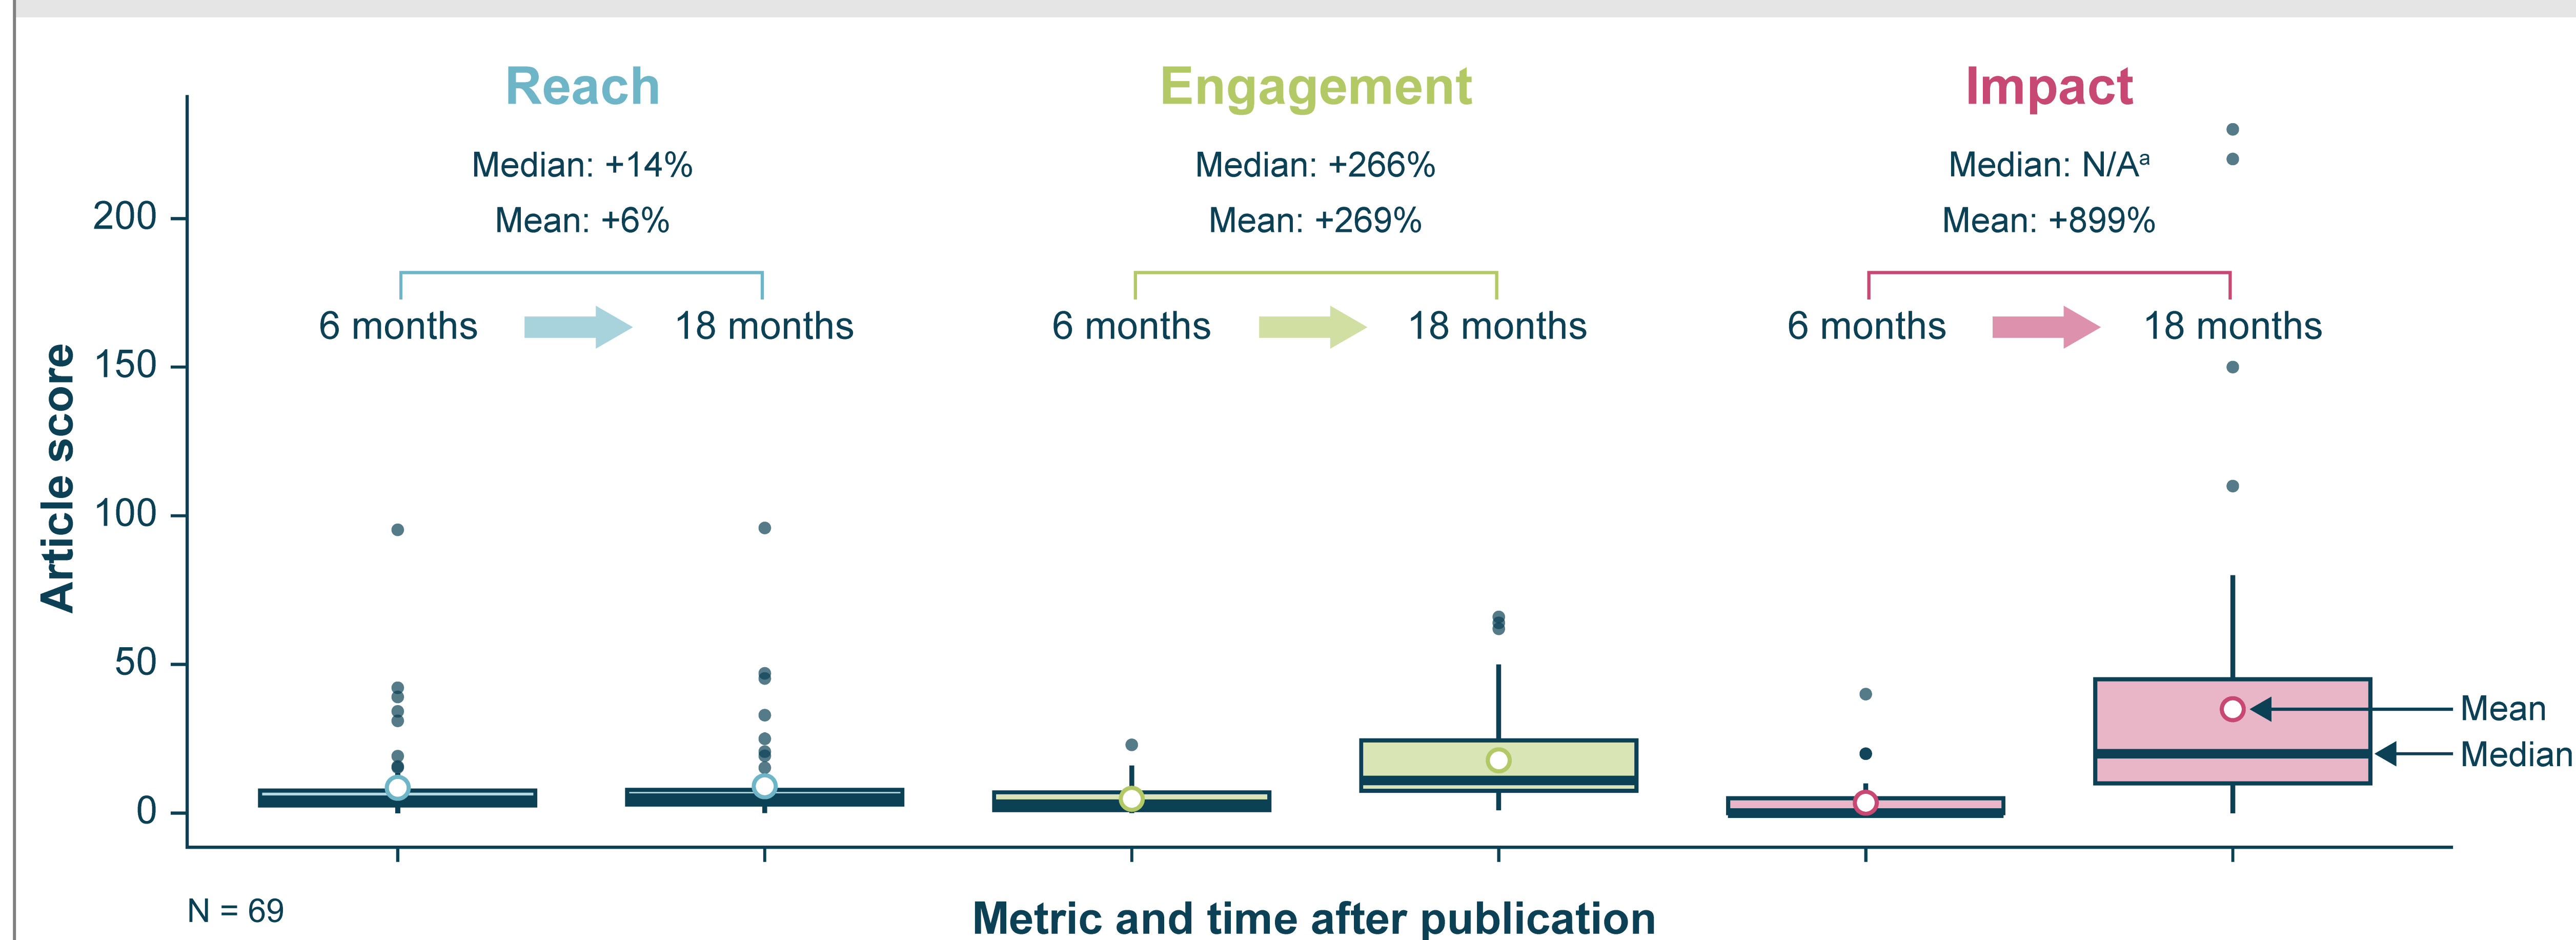 Reach
Engagement
Impact
Median: +14%
Median: +266%
Median: N/Aᵃ
Mean: +6%
Mean: +269%
Mean: +899%
6 months
18 months
6 months
18 months
6 months
18 months
Article score
200
150
100
50
0
Mean
Median
N = 69
Metric and time after publication